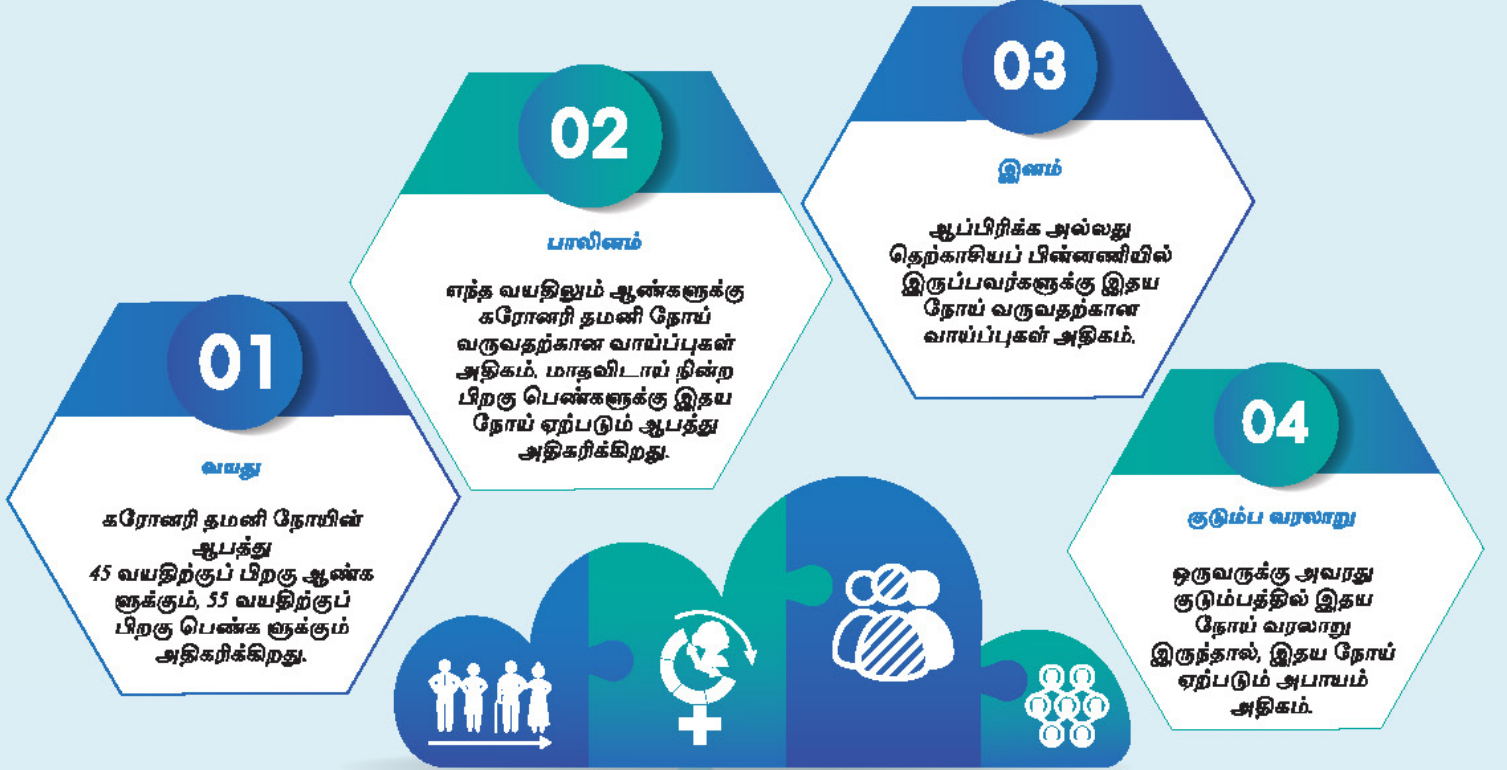 01
வயது
கரோனரி தமனி நோயின்
ஆபத்து
45 வயதிற்குப் பிறகு ஆண்க
ளுக்கும், 55 வயதிற்குப்
பிறகு பெண்க ளுக்கும்
அதிகரிக்கிறது.
02
பாலினம்
எந்த வயதிலும் ஆண்களுக்கு
கரோனரி தமனி நோய்
வருவதற்கான வாய்ப்புகள்
அதிகம். மாதவிடாய் நின்ற
பிறகு பெண்களுக்கு இதய
நோய் ஏற்படும் ஆபத்து
அதிகரிக்கிறது.
03
இனம்
ஆப்பிரிக்க அல்லது
தெற்காசியப் பின்னணியில்
இருப்பவர்களுக்கு இதய
நோய் வருவதற்கான
வாய்ப்புகள் அதிகம்.
04
குடும்ப வரலாறு
ஒருவருக்கு அவரது
குடும்பத்தில் இதய
நோய் வரலாறு
இருந்தால், இதய நோய்
ஏற்படும் அபாயம்
அதிகம்.